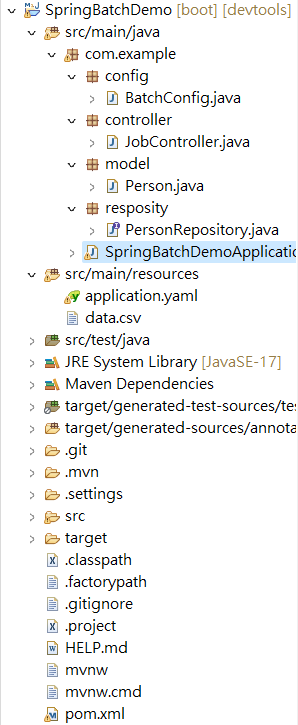 SpringBatchDemo [boot] [devtools]
src/main/java
com.example
config
BatchConfig.java
controller
JobController.java
model
Person.java
resposity
PersonRepository.java
SpringBatchDemoApplicatio
src/main/resources
application.yaml
data.csv
src/test/java
JRE System Library [JavaSE-17]
Maven Dependencies
target/generated-test-sources/te
target/generated-sources/annota
.git
.mvn
.settings
src
target
.classpath
.factorypath
.gitignore
.project
HELP.md
mvnw
mvnw.cmd
pom.xml